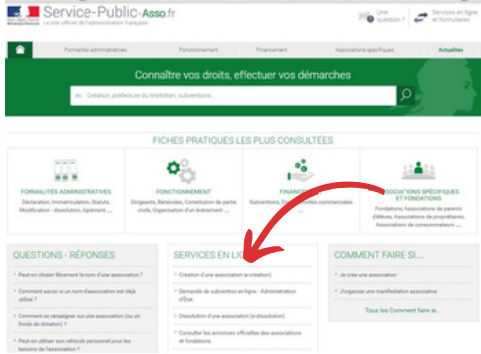 Service-Public-Asso.fr
Le site officiel de l'administration française
Une question ?
Services en ligne et formulaires
Formalités administratives
Fonctionnement
Financement
Associations spécifiques
Actualités
Connaître vos droits, effectuer vos démarches
ex. Création, préfecture du Morbihan, subventions...
FICHES PRATIQUES LES PLUS CONSULTÉES
FORMALITÉS ADMINISTRATIVES
Déclaration, Immatriculation, Statuts,
Modification - dissolution, Agrément ....
FONCTIONNEMENT
Dirigeants, Bénévoles, Constitution de partie
civile, Organisation d'un événement ....
FINANCE
Subventions, Do
commerciales
....
ASSOCIATIONS SPÉCIFIQUES
ET FONDATIONS
Fondations, Associations de parents
d'élèves, Associations de propriétaires,
Associations de consommateurs ....
QUESTIONS - RÉPONSES
Peut-on choisir librement le nom d'une association ?
Comment savoir si un nom d'association est déjà
utilisé ?
Comment se renseigner sur une association (ou un
fonds de dotation) ?
Peut-on utiliser son véhicule personnel pour les
besoins de l'association ?
SERVICES EN LIG
Création d'une association (e-création)
Demande de subvention en ligne - Administration
d'État
Dissolution d'une association (e-dissolution)
Consulter les annonces officielles des associations
et fondations
COMMENT FAIRE SI....
Je crée une association
J'organise une manifestation associative
Tous les Comment faire si...